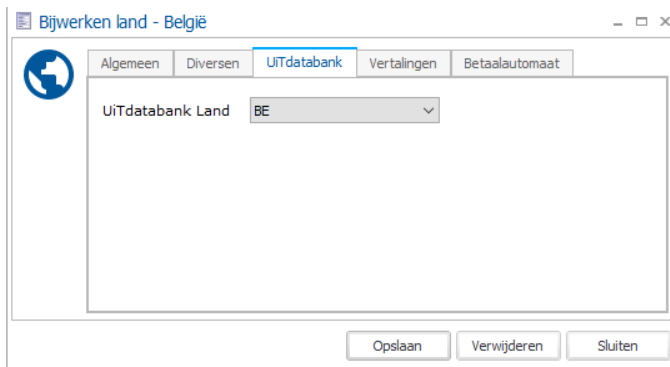 Bijwerken land - België
Algemeen Diversen UiTdatabank Vertalingen Betaalautomaat
UiTdatabank Land BE
Opslaan Verwijderen Sluiten